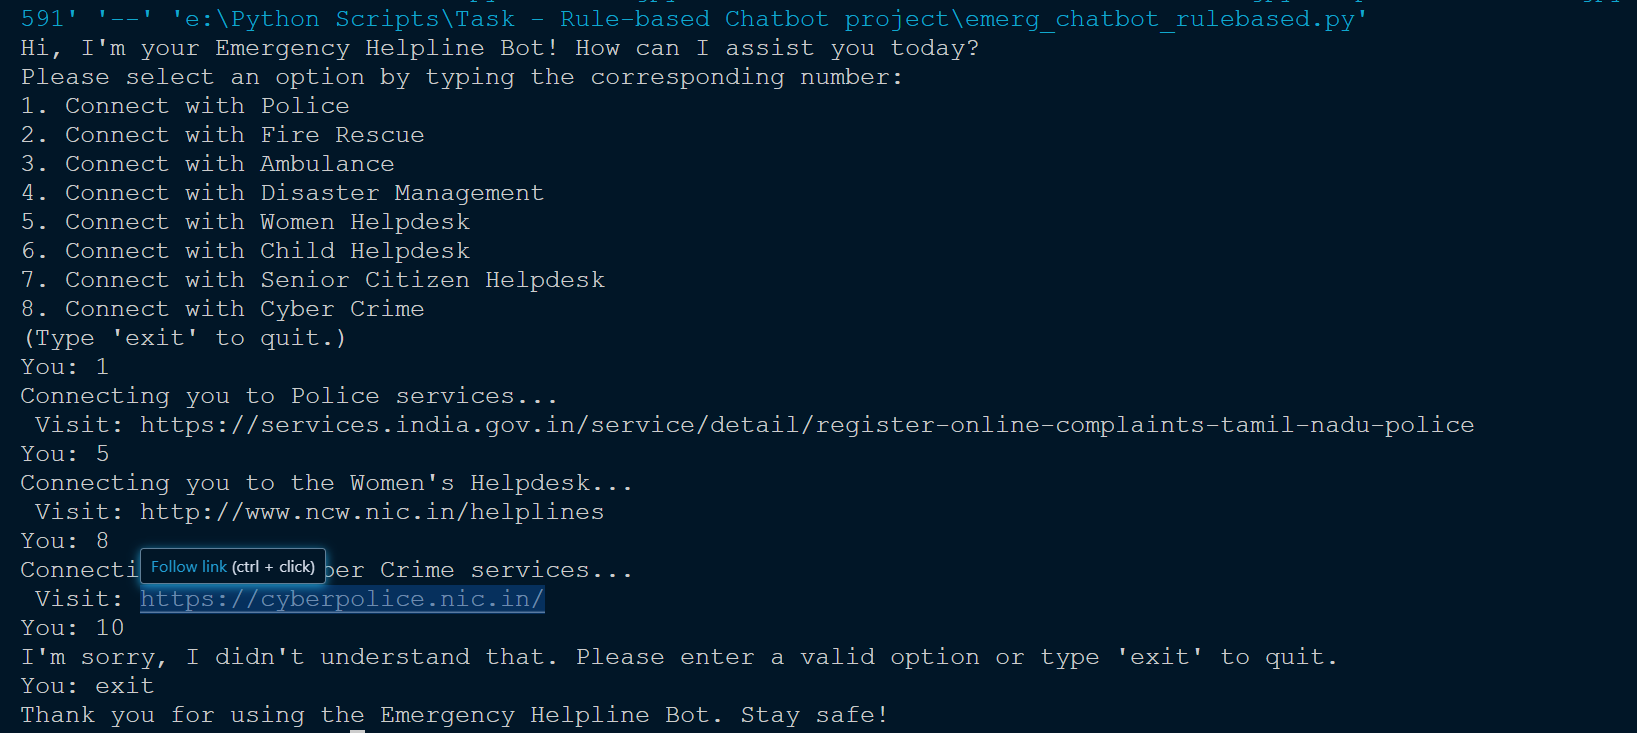 591' '--' 'e:\Python Scripts\Task - Rule-based Chatbot project\emerg_chatbot_rulebased.py'
Hi, I'm your Emergency Helpline Bot! How can I assist you today?
Please select an option by typing the corresponding number:
1. Connect with Police
2. Connect with Fire Rescue
3. Connect with Ambulance
4. Connect with Disaster Management
5. Connect with Women Helpdesk
6. Connect with Child Helpdesk
7. Connect with Senior Citizen Helpdesk
8. Connect with Cyber Crime
(Type 'exit' to quit.)
You: 1
Connecting you to Police services...
Visit: https://services.india.gov.in/service/detail/register-online-complaints-tamil-nadu-police
You: 5
Connecting you to the Women's Helpdesk...
Visit: http://www.ncw.nic.in/helplines
You: 8
Follow link (ctrl + click)
Connecti ber Crime services...
Visit: https://cyberpolice.nic.in/
You: 10
I'm sorry, I didn't understand that. Please enter a valid option or type 'exit' to quit.
You: exit
Thank you for using the Emergency Helpline Bot. Stay safe!